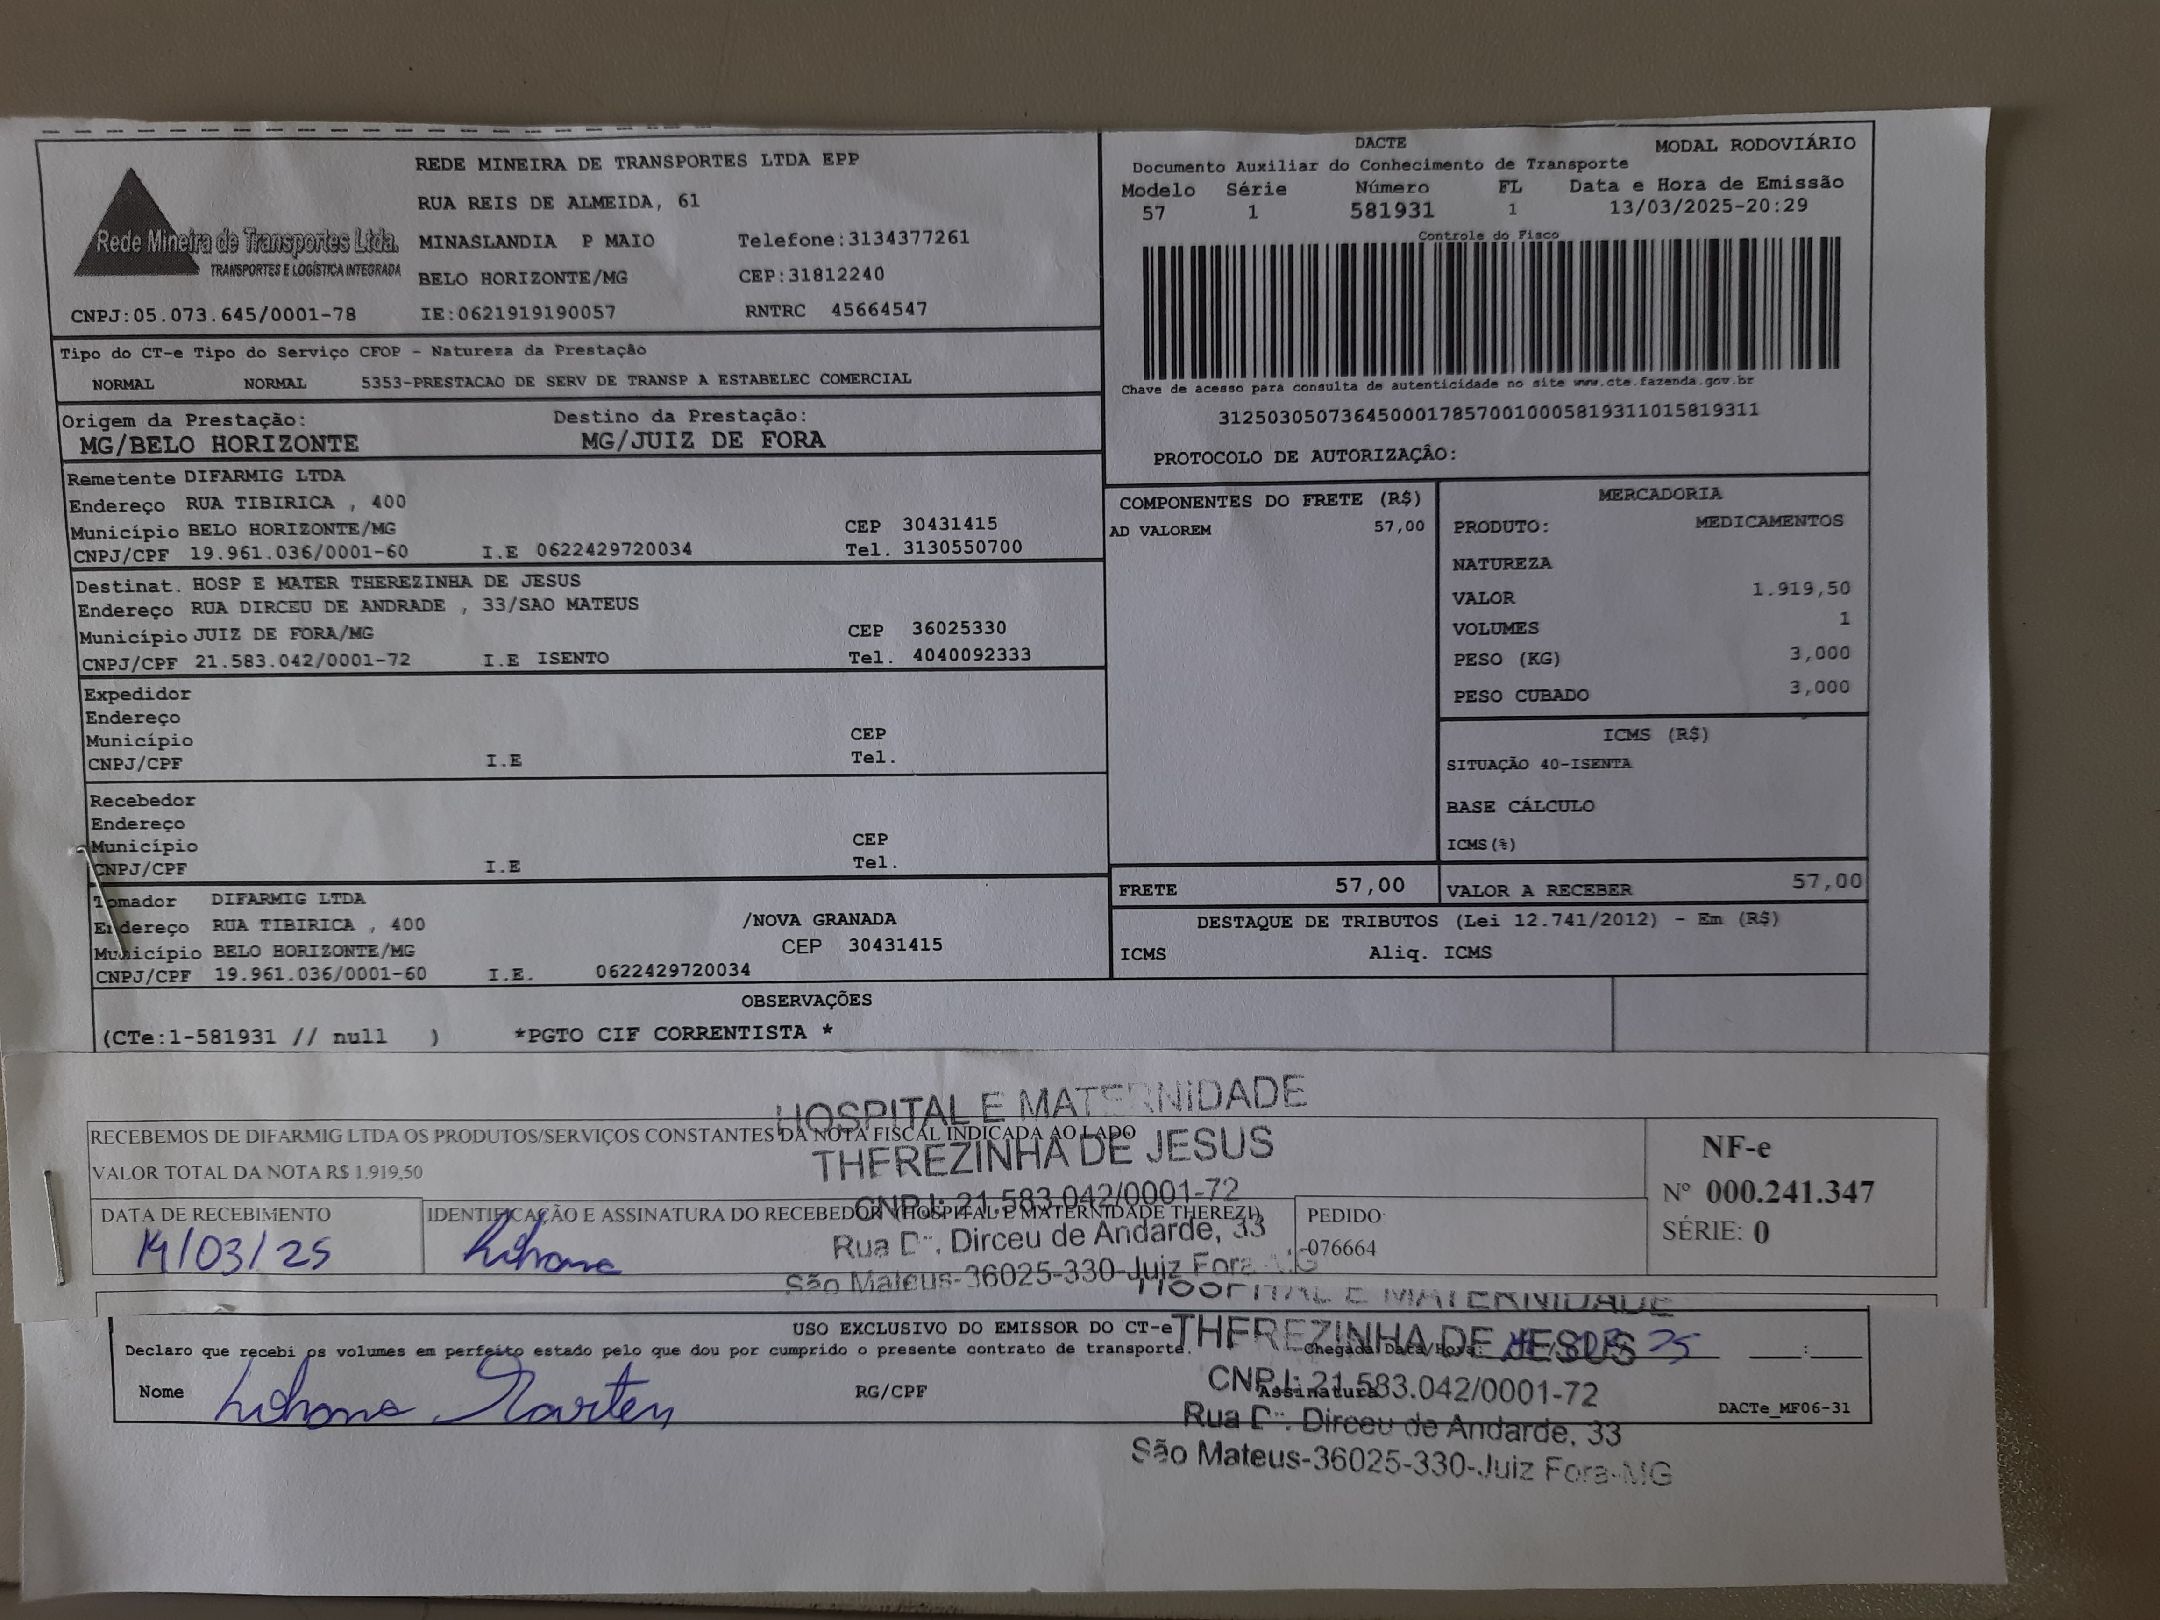 REDE MINEIRA DE TRANSPORTES LTDA EPP
RUA REIS DE ALMEIDA, 61
Rede Mineira de Transportes Ltda.
TRANSPORTES E LOGÍSTICA INTEGRADA
MINASLANDIA P MAIO Telefone:3134377261
BELO HORIZONTE/MG CEP:31812240
CNPJ:05.073.645/0001-78 IE:0621919190057 RNTRC 45664547
DACTE MODAL RODOVIÁRIO
Documento Auxiliar do Conhecimento de Transporte
Modelo Série Número FL Data e Hora de Emissão
57 1 581931 1 13/03/2025-20:29
Controle do Fisco
Chave de acesso para consulta de autenticidade no site www.cte.fazenda.gov.br
31250305073645000178570010005819311015819311
PROTOCOLO DE AUTORIZAÇÂO:
Tipo do CT-e Tipo do Serviço CFOP - Natureza da Prestação
NORMAL NORMAL 5353-PRESTACAO DE SERV DE TRANSP A ESTABELEC COMERCIAL
Origem da Prestação: Destino da Prestação:
MG/BELO HORIZONTE MG/JUIZ DE FORA
Remetente DIFARMIG LTDA
Endereço RUA TIBIRICA , 400
Município BELO HORIZONTE/MG CEP 30431415
CNPJ/CPF 19.961.036/0001-60 I.E 0622429720034 Tel. 3130550700
Destinat. HOSP E MATER THEREZINHA DE JESUS
Endereço RUA DIRCEU DE ANDRADE , 33/SAO MATEUS
Município JUIZ DE FORA/MG CEP 36025330
CNPJ/CPF 21.583.042/0001-72 I.E ISENTO Tel. 4040092333
Expedidor
Endereço
Município CEP
CNPJ/CPF I.E Tel.
Recebedor
Endereço
Município CEP
CNPJ/CPF I.E Tel.
Tomador DIFARMIG LTDA
Endereço RUA TIBIRICA , 400 /NOVA GRANADA
Município BELO HORIZONTE/MG CEP 30431415
CNPJ/CPF 19.961.036/0001-60 I.E. 0622429720034
COMPONENTES DO FRETE (R$)
AD VALOREM 57,00
MERCADORIA
PRODUTO: MEDICAMENTOS
NATUREZA
VALOR 1.919,50
VOLUMES 1
PESO (KG) 3,000
PESO CUBADO 3,000
ICMS (R$)
SITUAÇÃO 40-ISENTA
BASE CÁLCULO
ICMS(%)
FRETE 57,00 VALOR A RECEBER 57,00
DESTAQUE DE TRIBUTOS (Lei 12.741/2012) - Em (R$)
ICMS Aliq. ICMS
OBSERVAÇÕES
(CTe:1-581931 // null ) *PGTO CIF CORRENTISTA *
RECEBEMOS DE DIFARMIG LTDA OS PRODUTOS/SERVIÇOS CONSTANTES DA NOTA FISCAL INDICADA AO LADO
VALOR TOTAL DA NOTA R$ 1.919,50
DATA DE RECEBIMENTO IDENTIFICAÇÃO E ASSINATURA DO RECEBEDOR (HOSPITAL E MATERNIDADE THEREZI)
14/03/25
PEDIDO:
076664
NF-e
Nº 000.241.347
SÉRIE: 0
HOSPITAL E MATERNIDADE
THEREZINHA DE JESUS
CNPJ: 21.583.042/0001-72
Rua Dr. Dirceu de Andarde, 33
São Mateus-36025-330-Juiz Fora-MG
USO EXCLUSIVO DO EMISSOR DO CT-e
Declaro que recebi os volumes em perfeito estado pelo que dou por cumprido o presente contrato de transporte. Chegada Data/Hora: 25 :
Nome RG/CPF Assinatura
DACTe_MF06-31
HOSPITAL E MATERNIDADE
THEREZINHA DE JESUS
CNPJ: 21.583.042/0001-72
Rua Dr. Dirceu de Andarde, 33
São Mateus-36025-330-Juiz Fora-MG